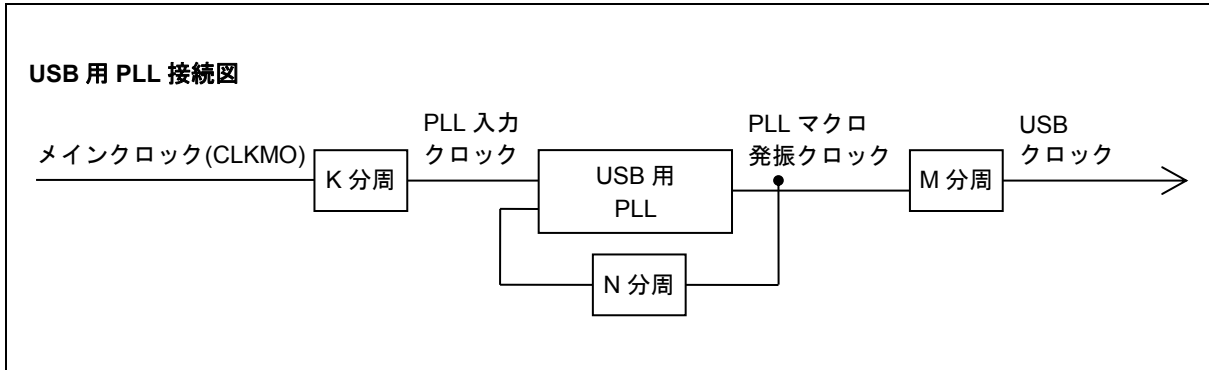 USB 用 PLL 接続図
メインクロック(CLKMO)
K 分周
PLL 入力
クロック
USB 用
PLL
N 分周
PLL マクロ
発振クロック
M 分周
USB
クロック